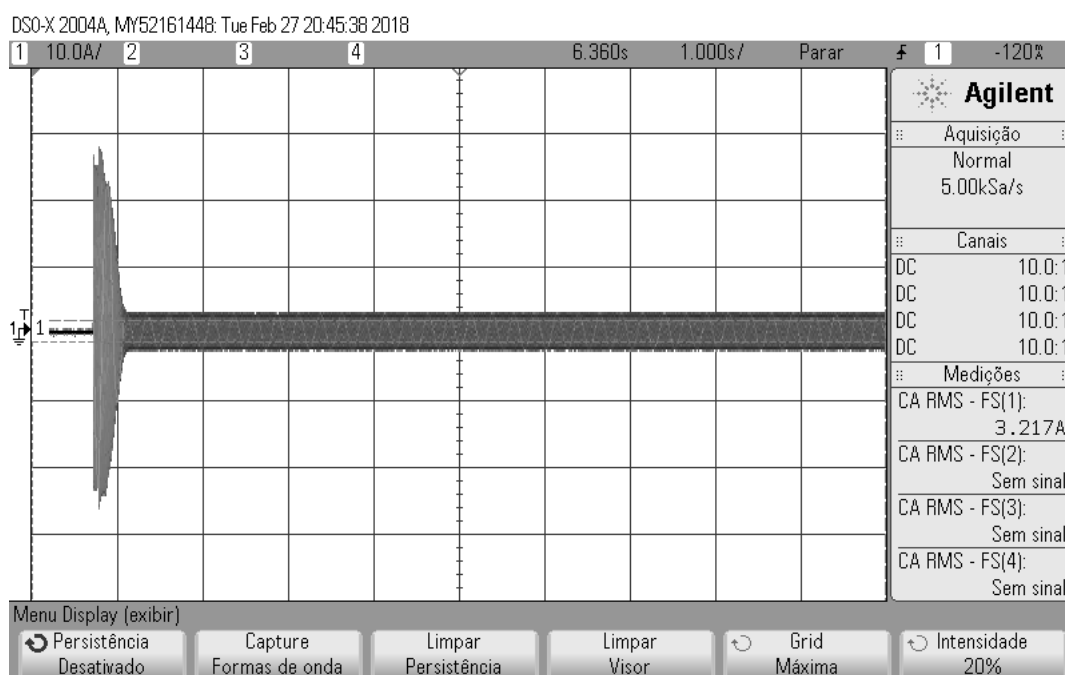 DSO-X 2004A, MY52161448: Tue Feb 27 20:45:38 2018
1 10.0A/ 2 3 4 6.360s 1.000s/ Parar 1 -120%
Agilent
Aquisição
Normal
5.00kSa/s
Canais
DC 10.0:1
DC 10.0:1
DC 10.0:1
DC 10.0:1
Medições
CA RMS - FS(1):
3.217A
CA RMS - FS(2):
Sem sinal
CA RMS - FS(3):
Sem sinal
CA RMS - FS(4):
Sem sinal
T
1 1
Menu Display (exibir)
Persistência
Desativado
Capture
Formas de onda
Limpar
Persistência
Limpar
Visor
Grid
Máxima
Intensidade
20%